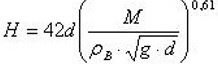 H = 42d(M / (ρ_B · √(g · d)))^0,61